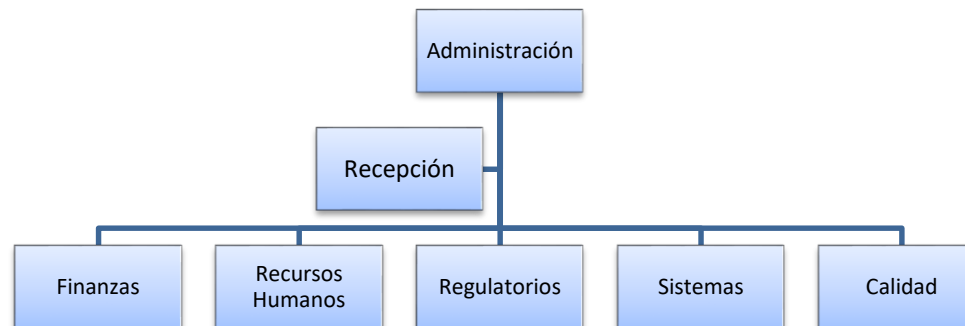 Administración
Recepción
Finanzas
Recursos
Humanos
Regulatorios
Sistemas
Calidad